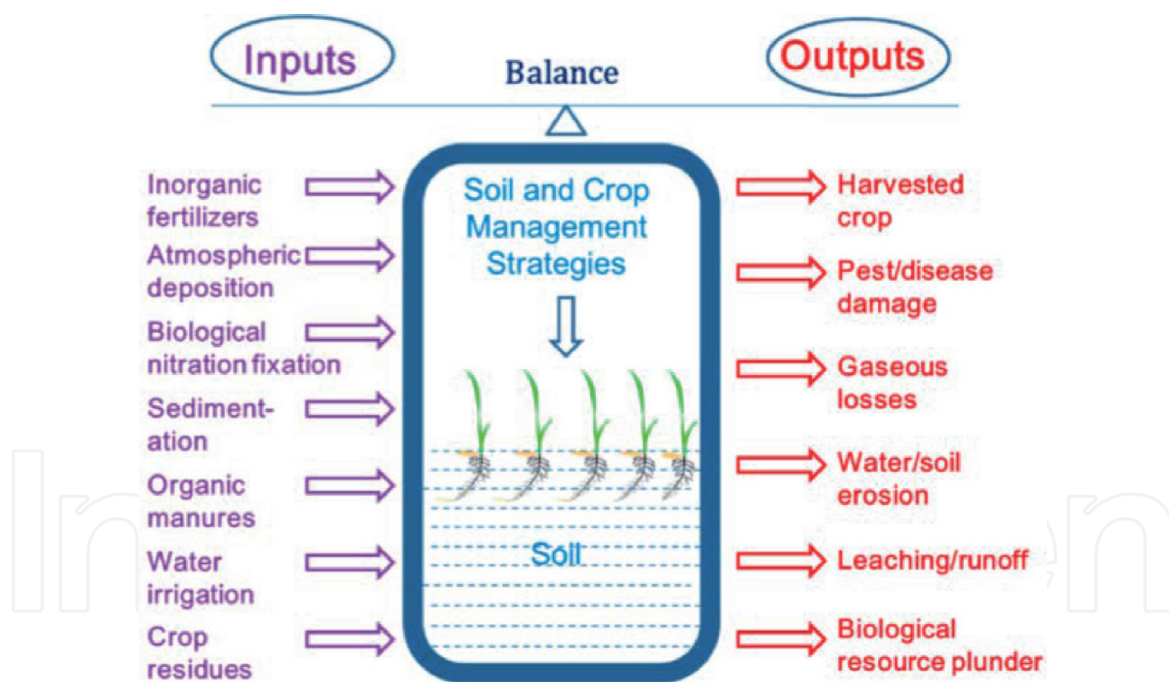 Inputs
Balance
Outputs
Inorganic
fertilizers
Atmospheric
deposition
Biological
nitration fixation
Sediment-
ation
Organic
manures
Water
irrigation
Crop
residues
Soil and Crop
Management
Strategies
Soil
Harvested
crop
Pest/disease
damage
Gaseous
losses
Water/soil
erosion
Leaching/runoff
Biological
resource plunder